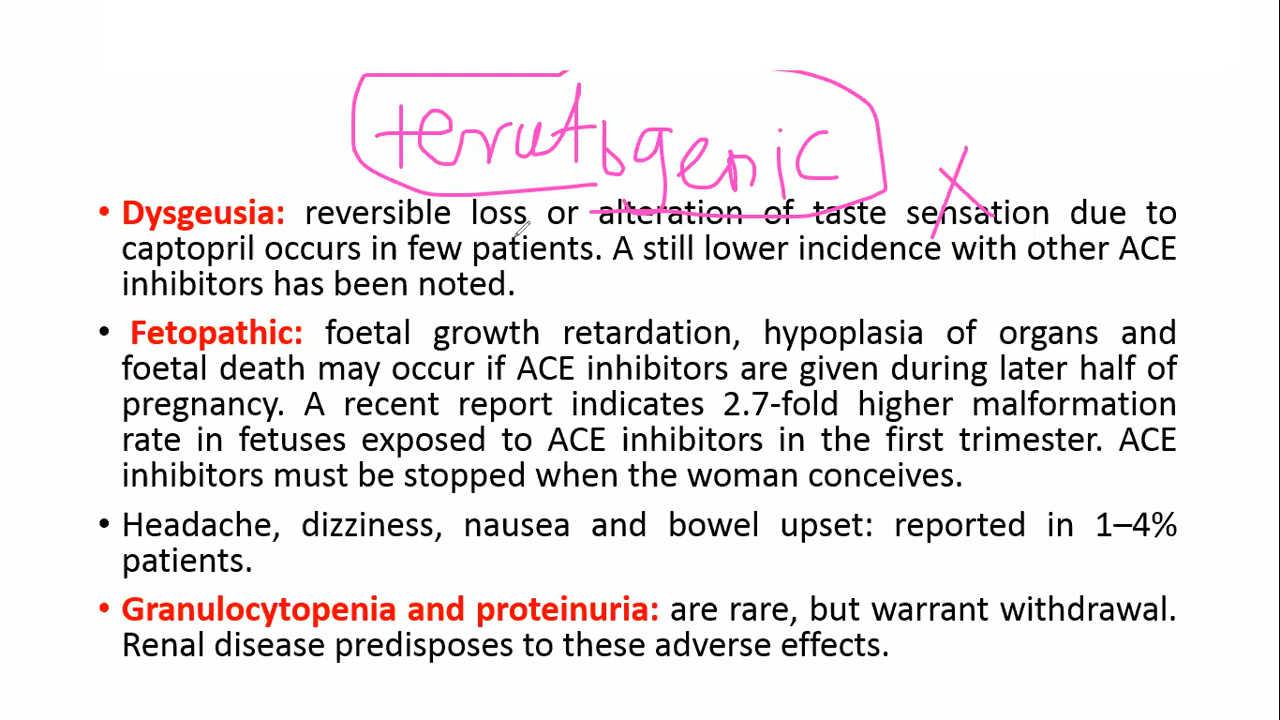 teratogenic X
• Dysgeusia: reversible loss or alteration of taste sensation due to
captopril occurs in few patients. A still lower incidence with other ACE
inhibitors has been noted.
• Fetopathic: foetal growth retardation, hypoplasia of organs and
foetal death may occur if ACE inhibitors are given during later half of
pregnancy. A recent report indicates 2.7-fold higher malformation
rate in fetuses exposed to ACE inhibitors in the first trimester. ACE
inhibitors must be stopped when the woman conceives.
• Headache, dizziness, nausea and bowel upset: reported in 1–4%
patients.
• Granulocytopenia and proteinuria: are rare, but warrant withdrawal.
Renal disease predisposes to these adverse effects.